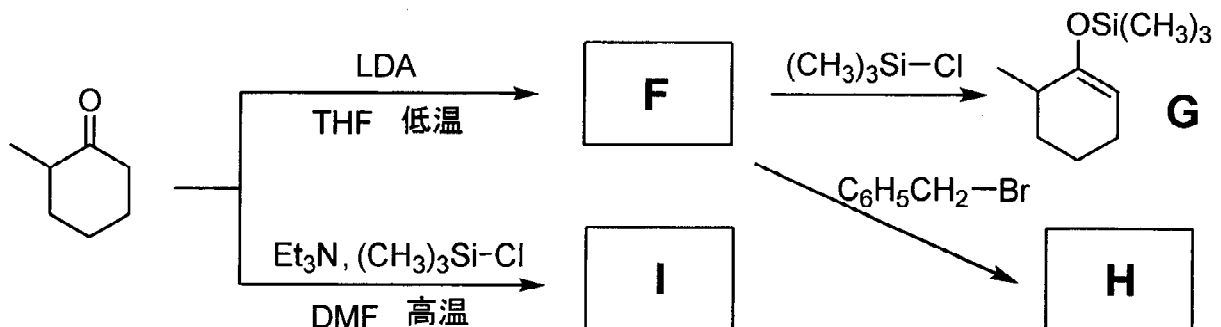 O
LDA
THF 低温
F
(CH₃)₃Si–Cl
OSi(CH₃)₃
G
C₆H₅CH₂–Br
Et₃N, (CH₃)₃Si–Cl
DMF 高温
I
H